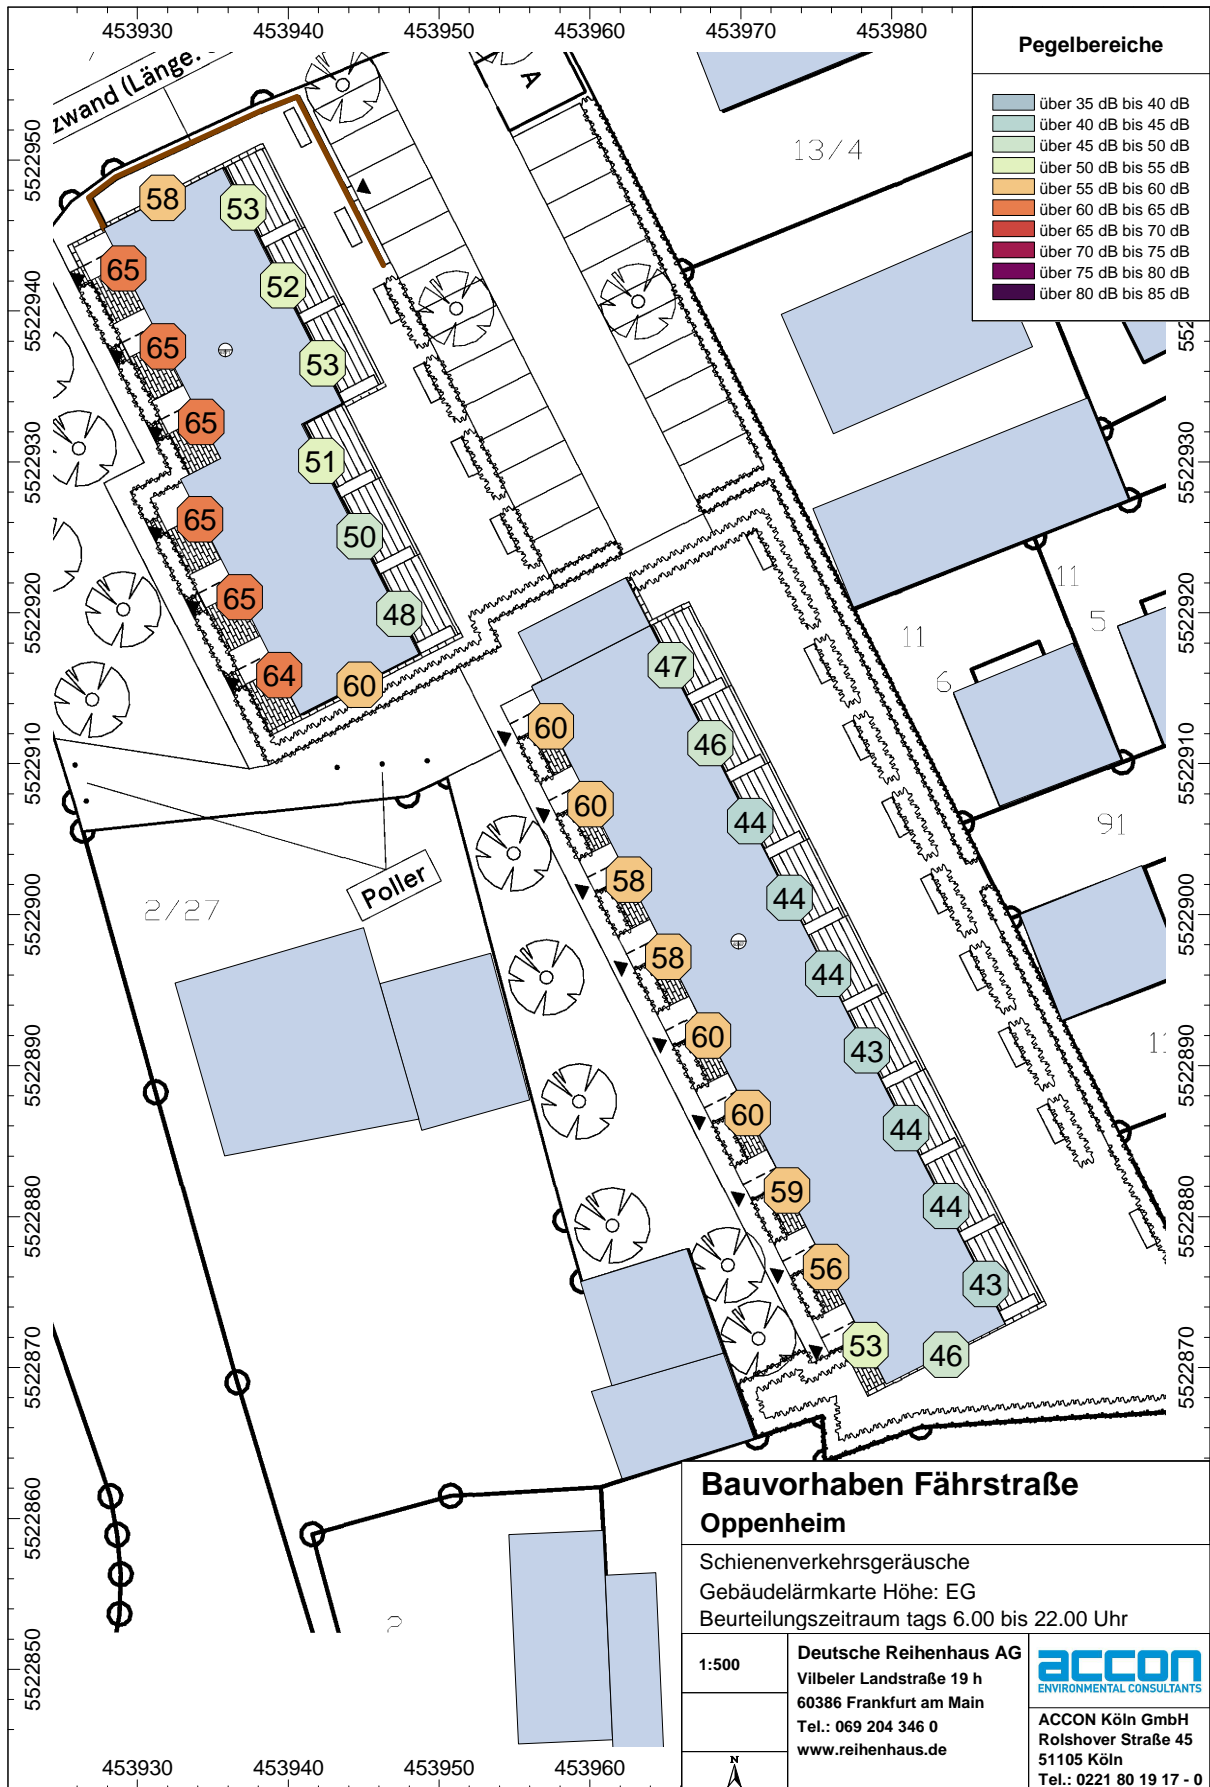 453930 453940 453950 453960 453970 453980
Pegelbereiche
über 35 dB bis 40 dB
über 40 dB bis 45 dB
über 45 dB bis 50 dB
über 50 dB bis 55 dB
über 55 dB bis 60 dB
über 60 dB bis 65 dB
über 65 dB bis 70 dB
über 70 dB bis 75 dB
über 75 dB bis 80 dB
über 80 dB bis 85 dB
zwand (Länge.
A
13/4
5522950
5522940
5522930
5522920
5522910
5522900
5522890
5522880
5522870
5522860
5522850
58
53
65
52
65
53
65
51
65
50
65
48
64
60
47
60
46
60
44
58
44
58
44
60
43
60
44
59
44
56
43
53
46
11
5
11
6
91
2/27
Poller
2
5522930
5522920
5522910
5522900
5522890
5522880
5522870
Bauvorhaben Fährstraße
Oppenheim
Schienenverkehrsgeräusche
Gebäudelärmkarte Höhe: EG
Beurteilungszeitraum tags 6.00 bis 22.00 Uhr
1:500
N
Deutsche Reihenhaus AG
Vilbeler Landstraße 19 h
60386 Frankfurt am Main
Tel.: 069 204 346 0
www.reihenhaus.de
accon
ENVIRONMENTAL CONSULTANTS
ACCON Köln GmbH
Rolshover Straße 45
51105 Köln
Tel.: 0221 80 19 17 - 0
453930 453940 453950 453960